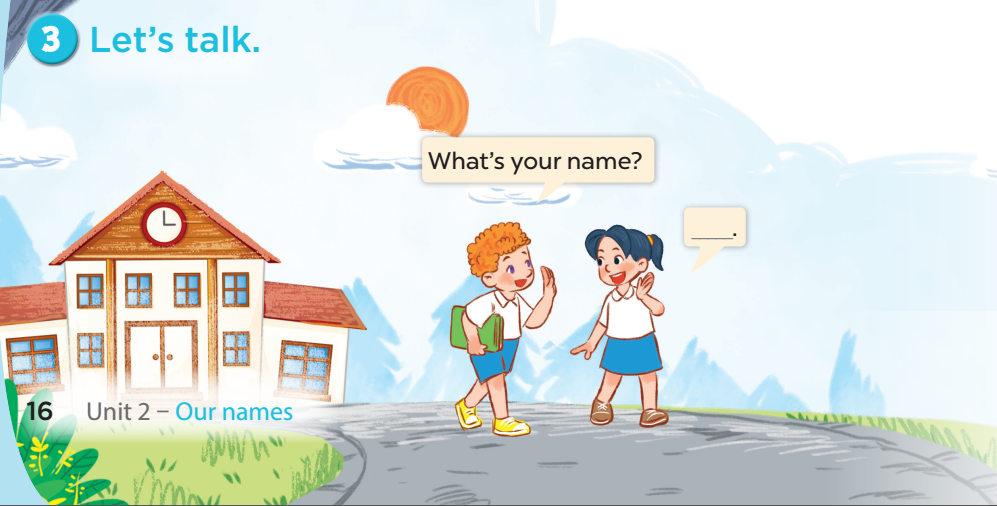 3 Let's talk.
What's your name?
____.
16 Unit 2 – Our names